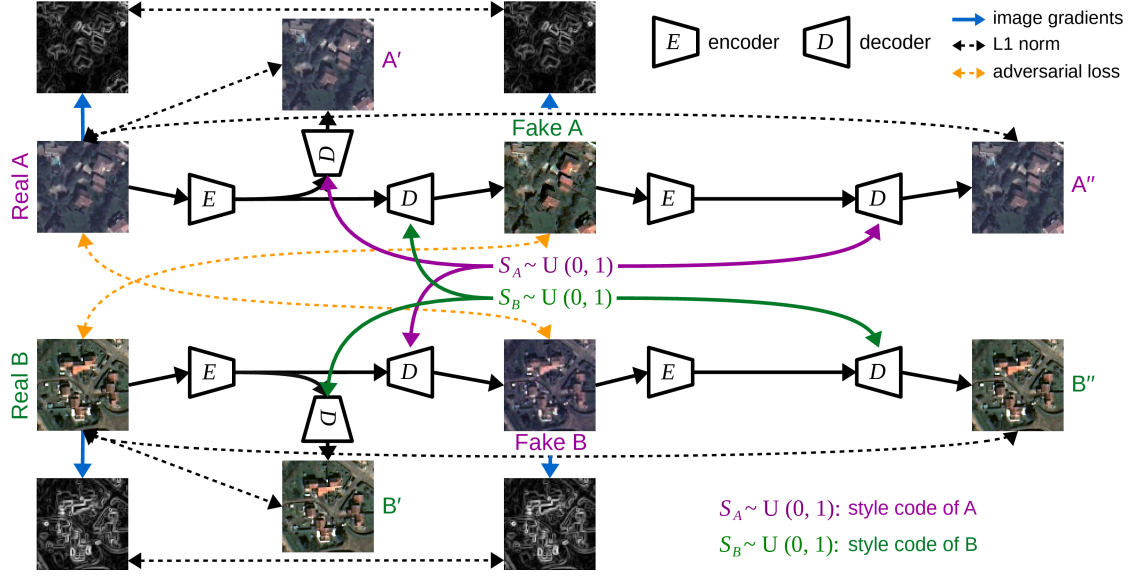 image gradients
L1 norm
adversarial loss
E encoder
D decoder
A′
Fake A
Real A
E
D
D
E
D
A″
S_A ~ U (0, 1)
S_B ~ U (0, 1)
Real B
E
D
D
E
D
B″
Fake B
B′
S_A ~ U (0, 1): style code of A
S_B ~ U (0, 1): style code of B